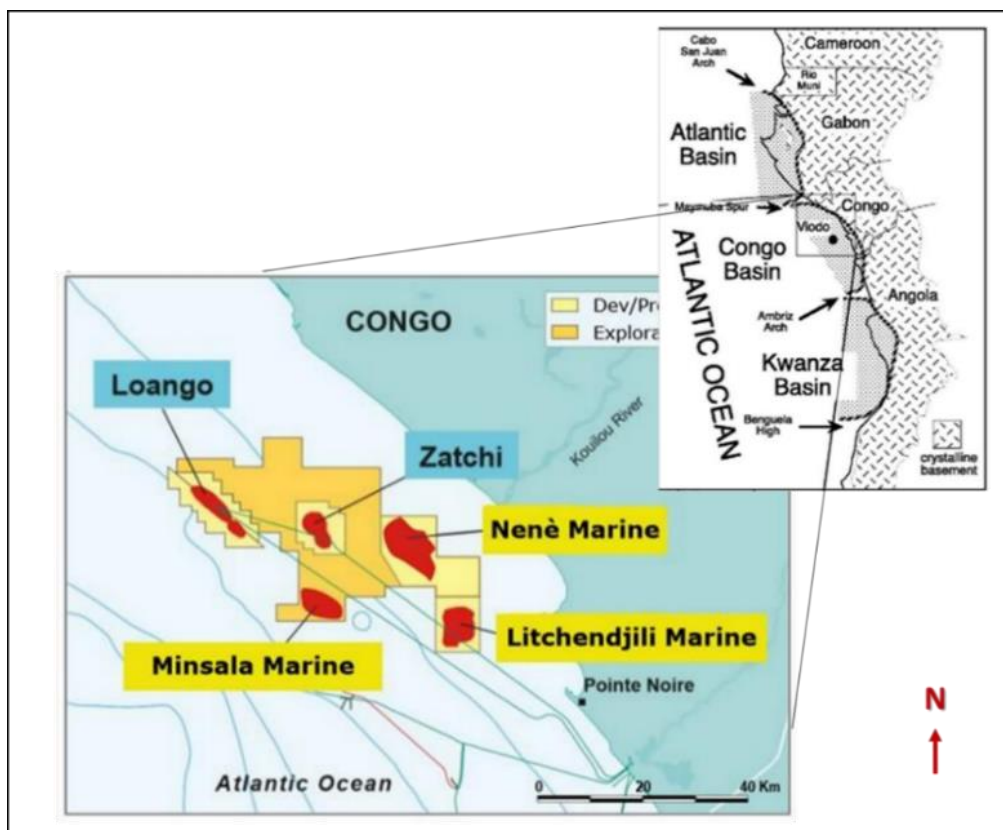 Cabo
San Juan
Arch
Cameroon
Rio
Muni
Gabon
Atlantic
Basin
Mayumba Spur
Congo
Viodo
Congo
Basin
ATLANTIC OCEAN
Angola
Ambriz
Arch
Kwanza
Basin
Benguela
High
crystalline
basement
CONGO
Dev/Pro
Explora
Loango
Kouilou River
Zatchi
Nenè Marine
Litchendjili Marine
Minsala Marine
Pointe Noire
N
Atlantic Ocean
0 20 40 Km